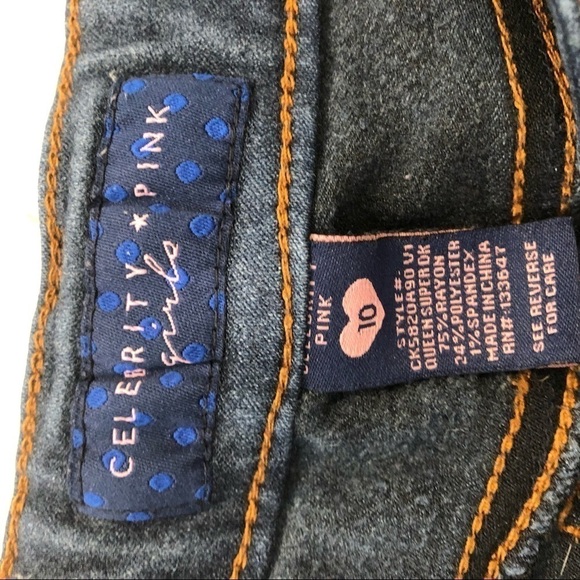 CELEBRITY ★ PINK
girls
PINK
10
STYLE#:
CK5820A90 V1
QUEEN SUPER DK
75%RAYON
24%POLYESTER
1%SPANDEX
MADE IN CHINA
RN# 133647
SEE REVERSE
FOR CARE